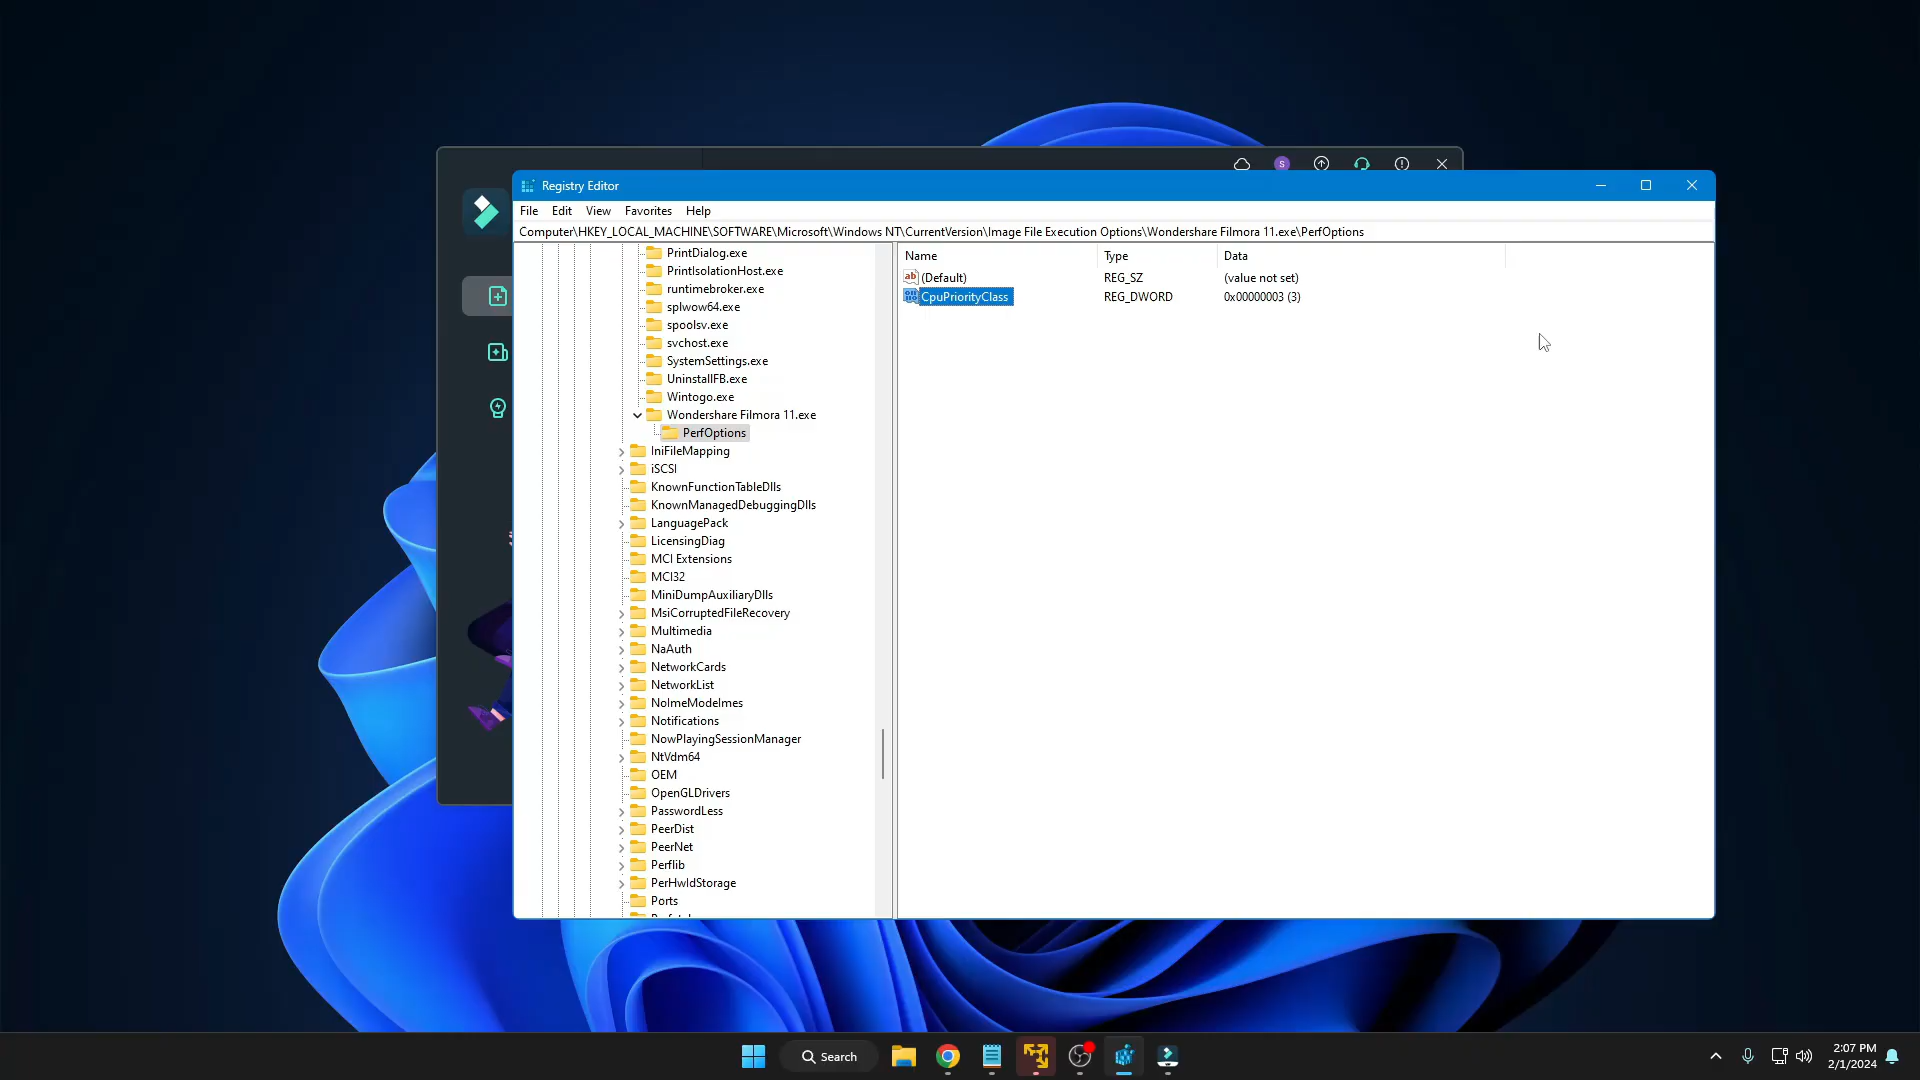 S
Registry Editor
File Edit View Favorites Help
Computer\HKEY_LOCAL_MACHINE\SOFTWARE\Microsoft\Windows NT\CurrentVersion\Image File Execution Options\Wondershare Filmora 11.exe\PerfOptions
Name Type Data
ab (Default) REG_SZ (value not set)
CpuPriorityClass REG_DWORD 0x00000003 (3)
PrintDialog.exe
PrintIsolationHost.exe
runtimebroker.exe
splwow64.exe
spoolsv.exe
svchost.exe
SystemSettings.exe
UninstallFB.exe
Wintogo.exe
Wondershare Filmora 11.exe
PerfOptions
IniFileMapping
iSCSI
KnownFunctionTableDlls
KnownManagedDebuggingDlls
LanguagePack
LicensingDiag
MCI Extensions
MCI32
MiniDumpAuxiliaryDlls
MsiCorruptedFileRecovery
Multimedia
NaAuth
NetworkCards
NetworkList
NoImeModeImes
Notifications
NowPlayingSessionManager
NtVdm64
OEM
OpenGLDrivers
PasswordLess
PeerDist
PeerNet
Perflib
PerHwIdStorage
Ports
Search
2:07 PM
2/1/2024